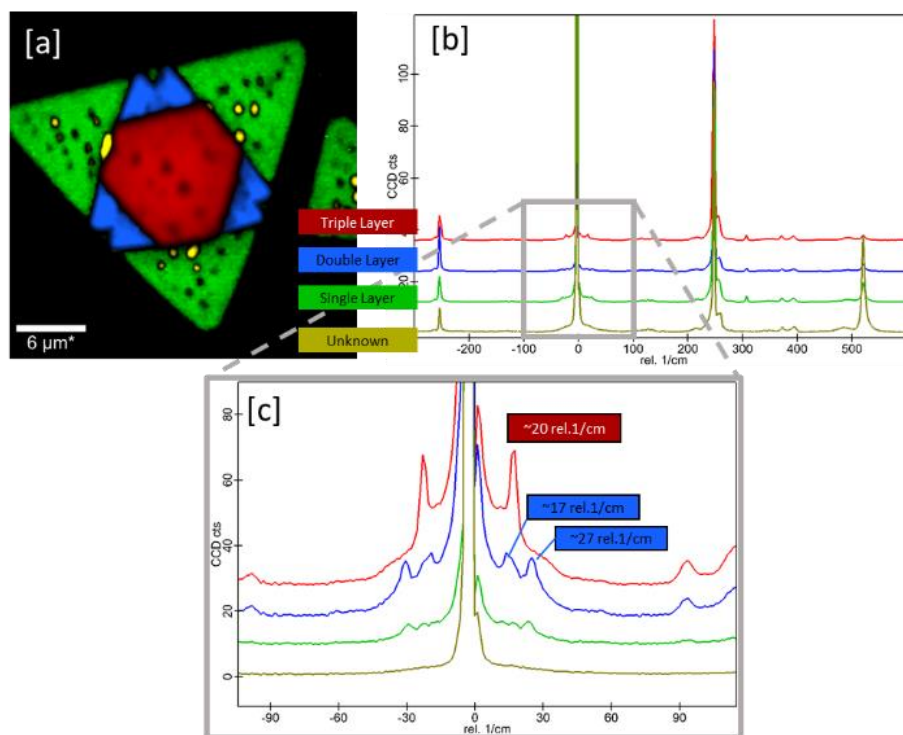 [a]
6 µm*
Triple Layer
Double Layer
Single Layer
Unknown
[b]
CCD cts
100
80
60
20
-200
-100
0
100
200
300
400
500
rel. 1/cm
[c]
~20 rel.1/cm
~17 rel.1/cm
~27 rel.1/cm
CCD cts
80
60
40
20
0
-90
-60
-30
0
30
60
90
rel. 1/cm